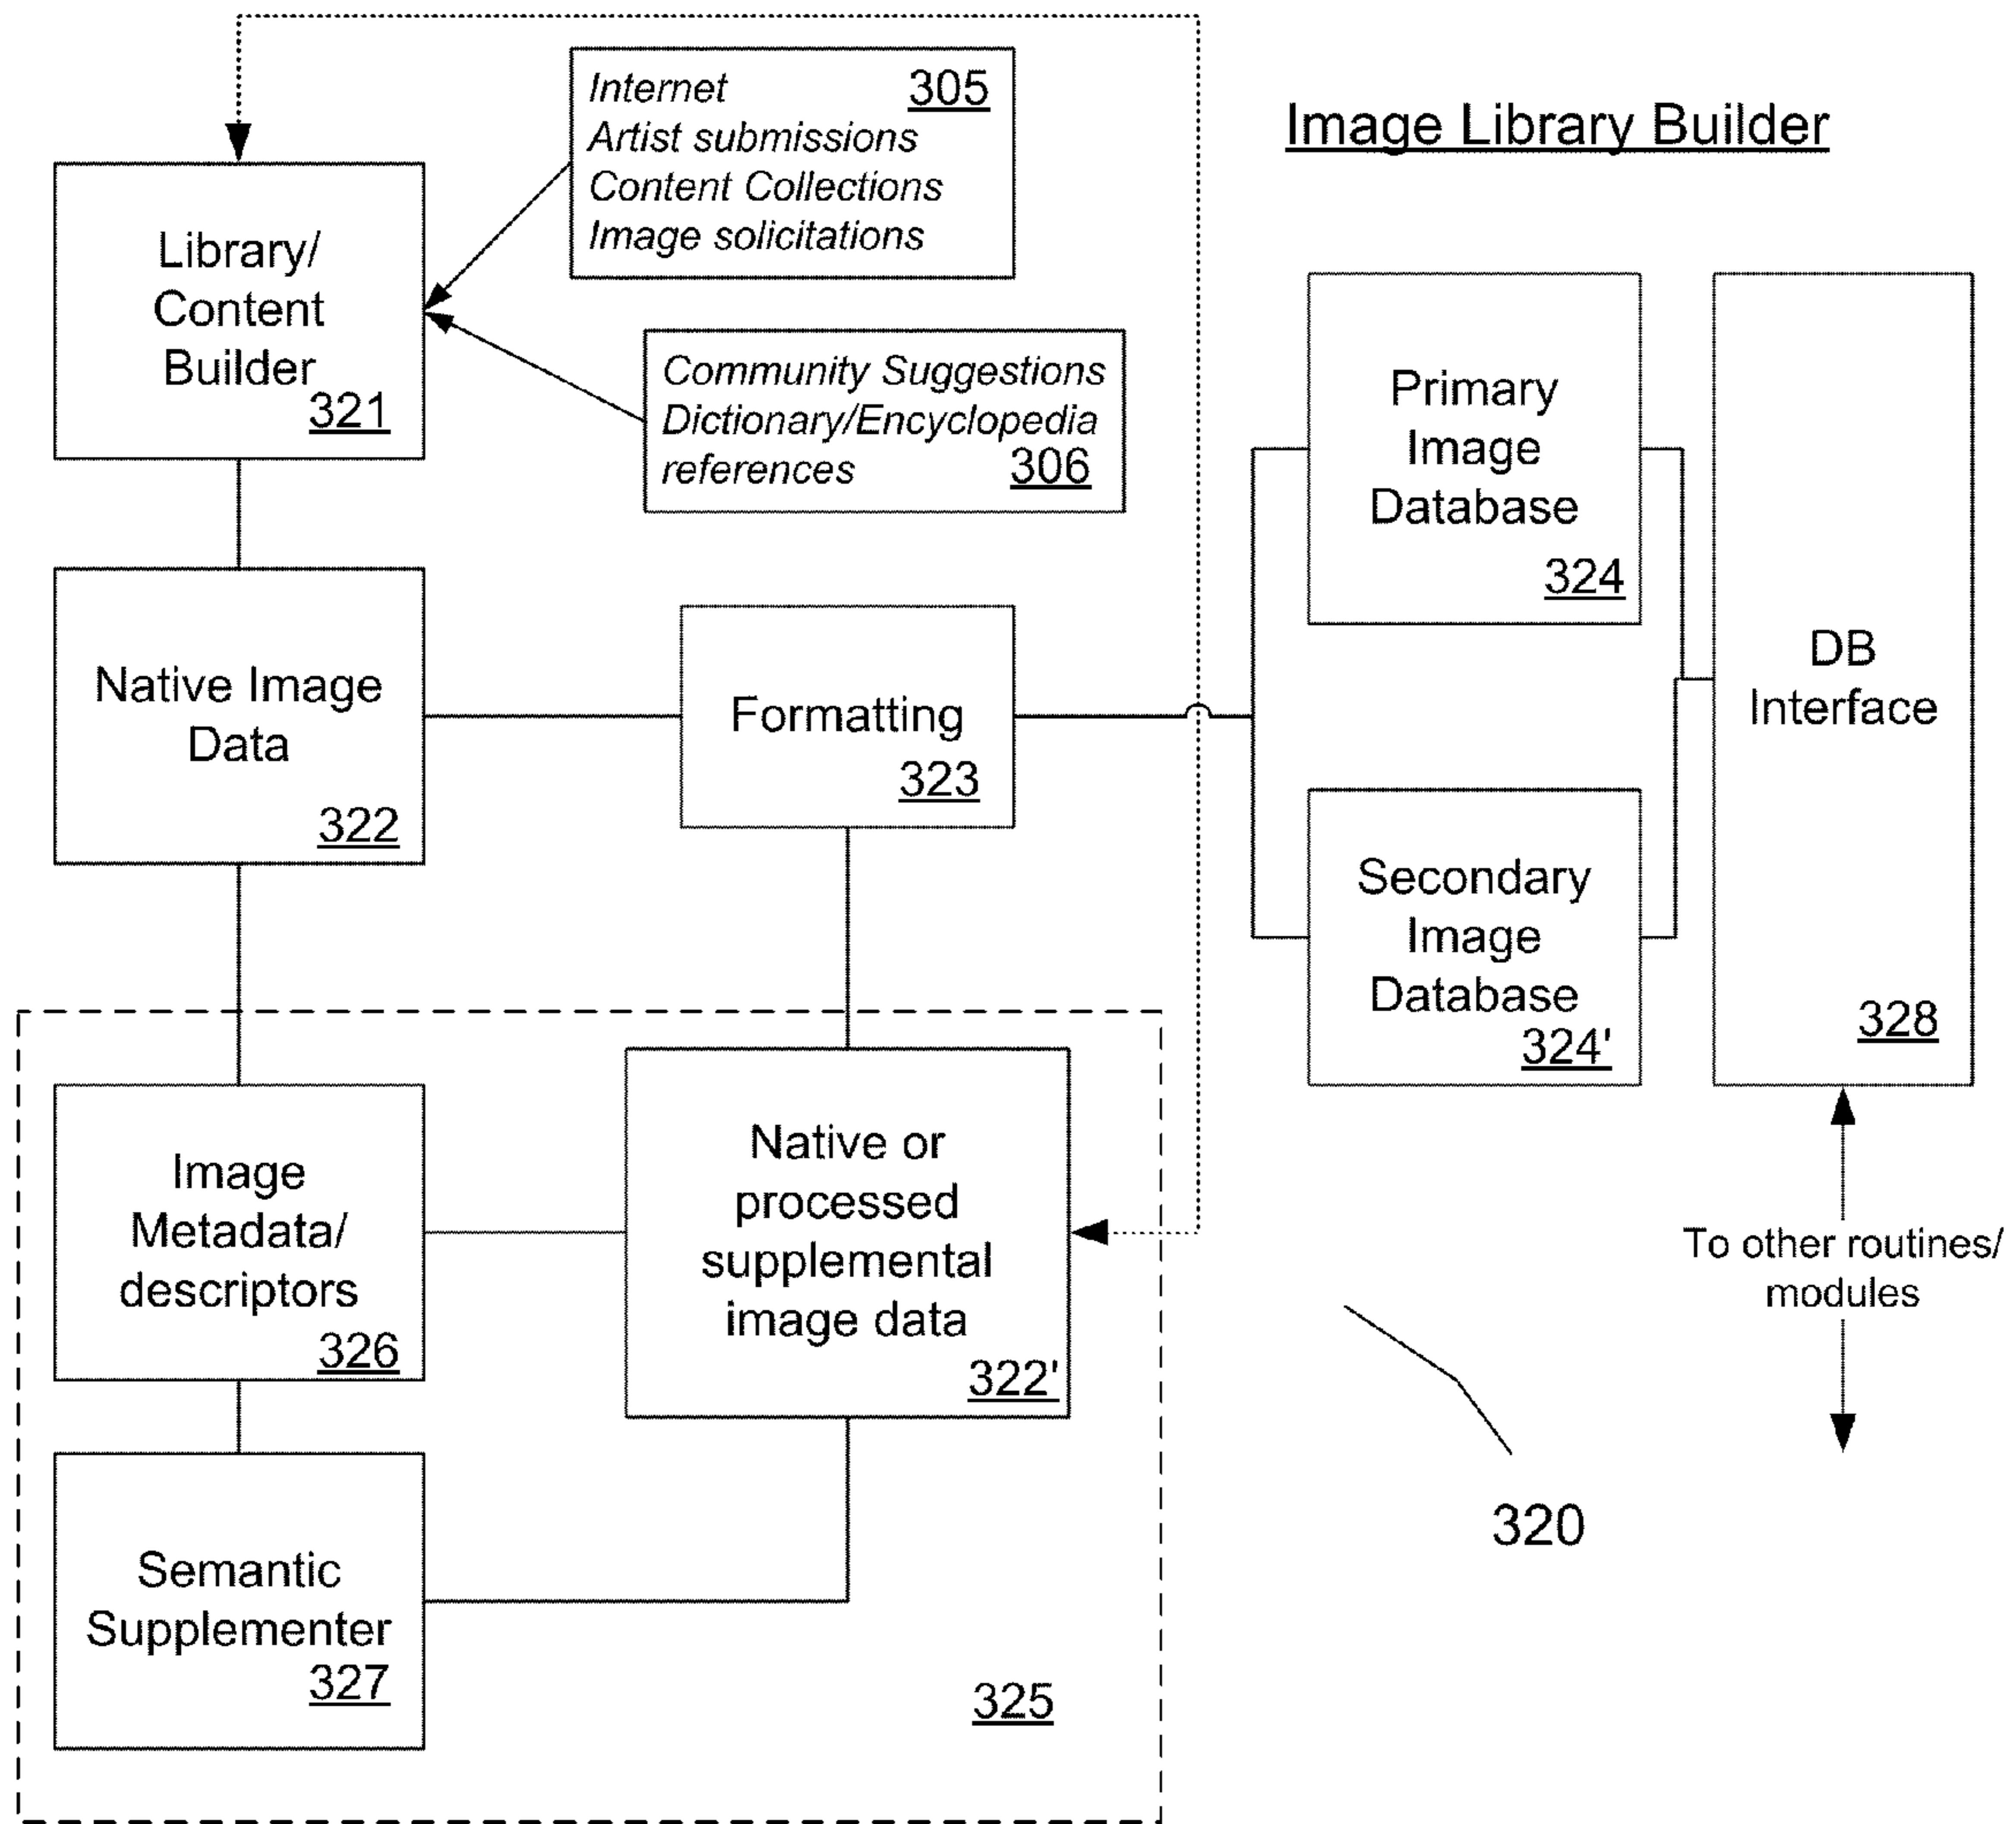 Internet 305
Artist submissions
Content Collections
Image solicitations
Image Library Builder
Library/
Content
Builder
321
Community Suggestions
Dictionary/Encyclopedia
references 306
Primary
Image
Database
324
Native Image
Data
322
Formatting
323
DB
Interface
328
Secondary
Image
Database
324'
Image
Metadata/
descriptors
326
Native or
processed
supplemental
image data
322'
To other routines/
modules
Semantic
Supplementer
327
325
320